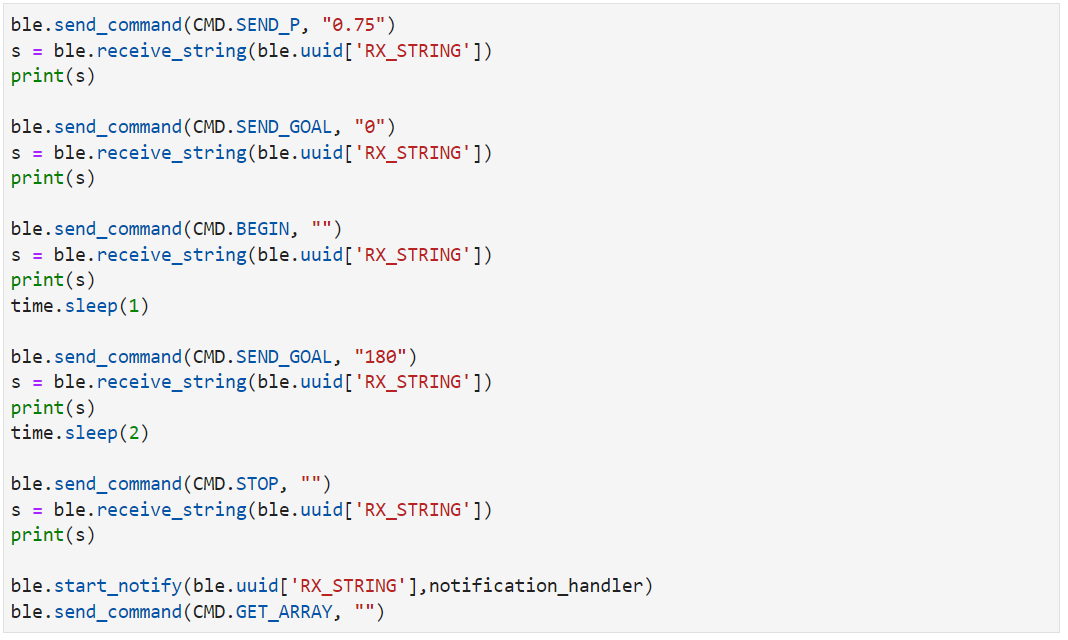 ble.send_command(CMD.SEND_P, "0.75")
s = ble.receive_string(ble.uuid['RX_STRING'])
print(s)

ble.send_command(CMD.SEND_GOAL, "0")
s = ble.receive_string(ble.uuid['RX_STRING'])
print(s)

ble.send_command(CMD.BEGIN, "")
s = ble.receive_string(ble.uuid['RX_STRING'])
print(s)
time.sleep(1)

ble.send_command(CMD.SEND_GOAL, "180")
s = ble.receive_string(ble.uuid['RX_STRING'])
print(s)
time.sleep(2)

ble.send_command(CMD.STOP, "")
s = ble.receive_string(ble.uuid['RX_STRING'])
print(s)

ble.start_notify(ble.uuid['RX_STRING'],notification_handler)
ble.send_command(CMD.GET_ARRAY, "")